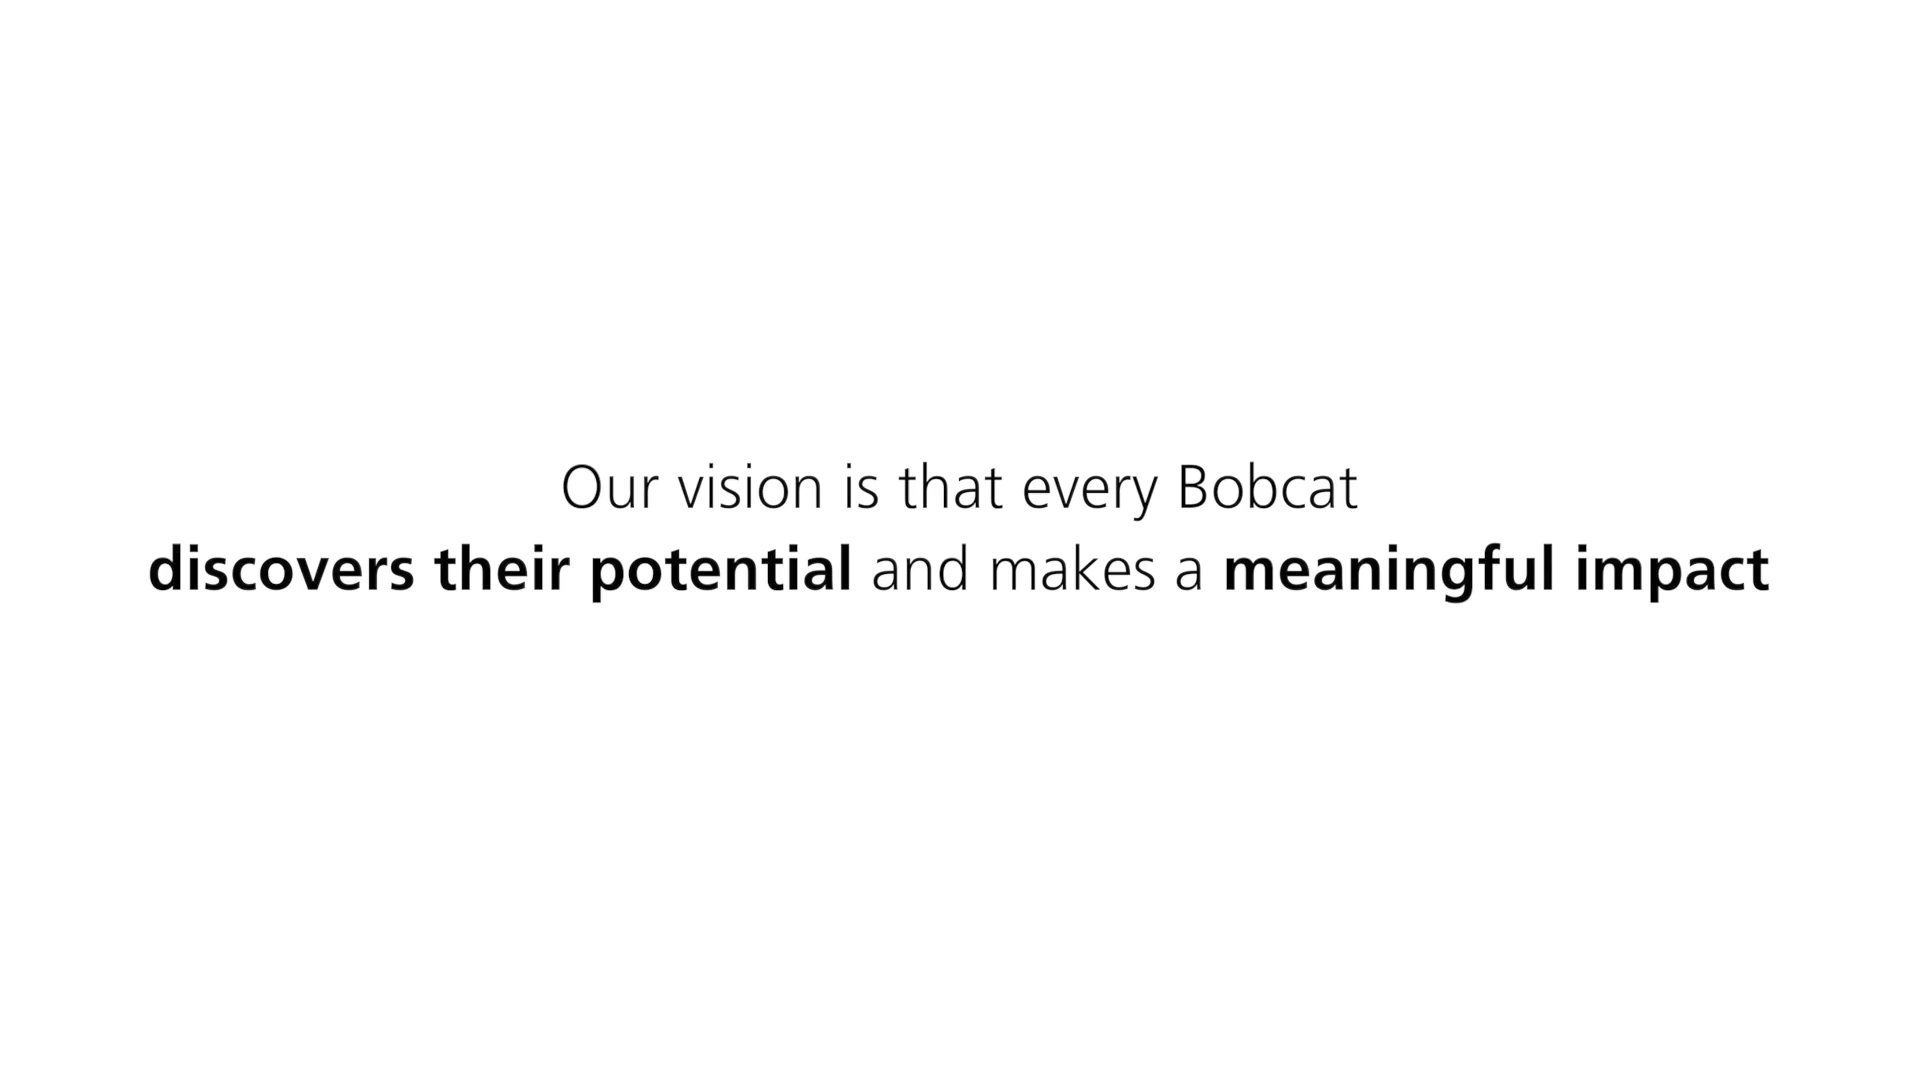 Our vision is that every Bobcat
discovers their potential and makes a meaningful impact